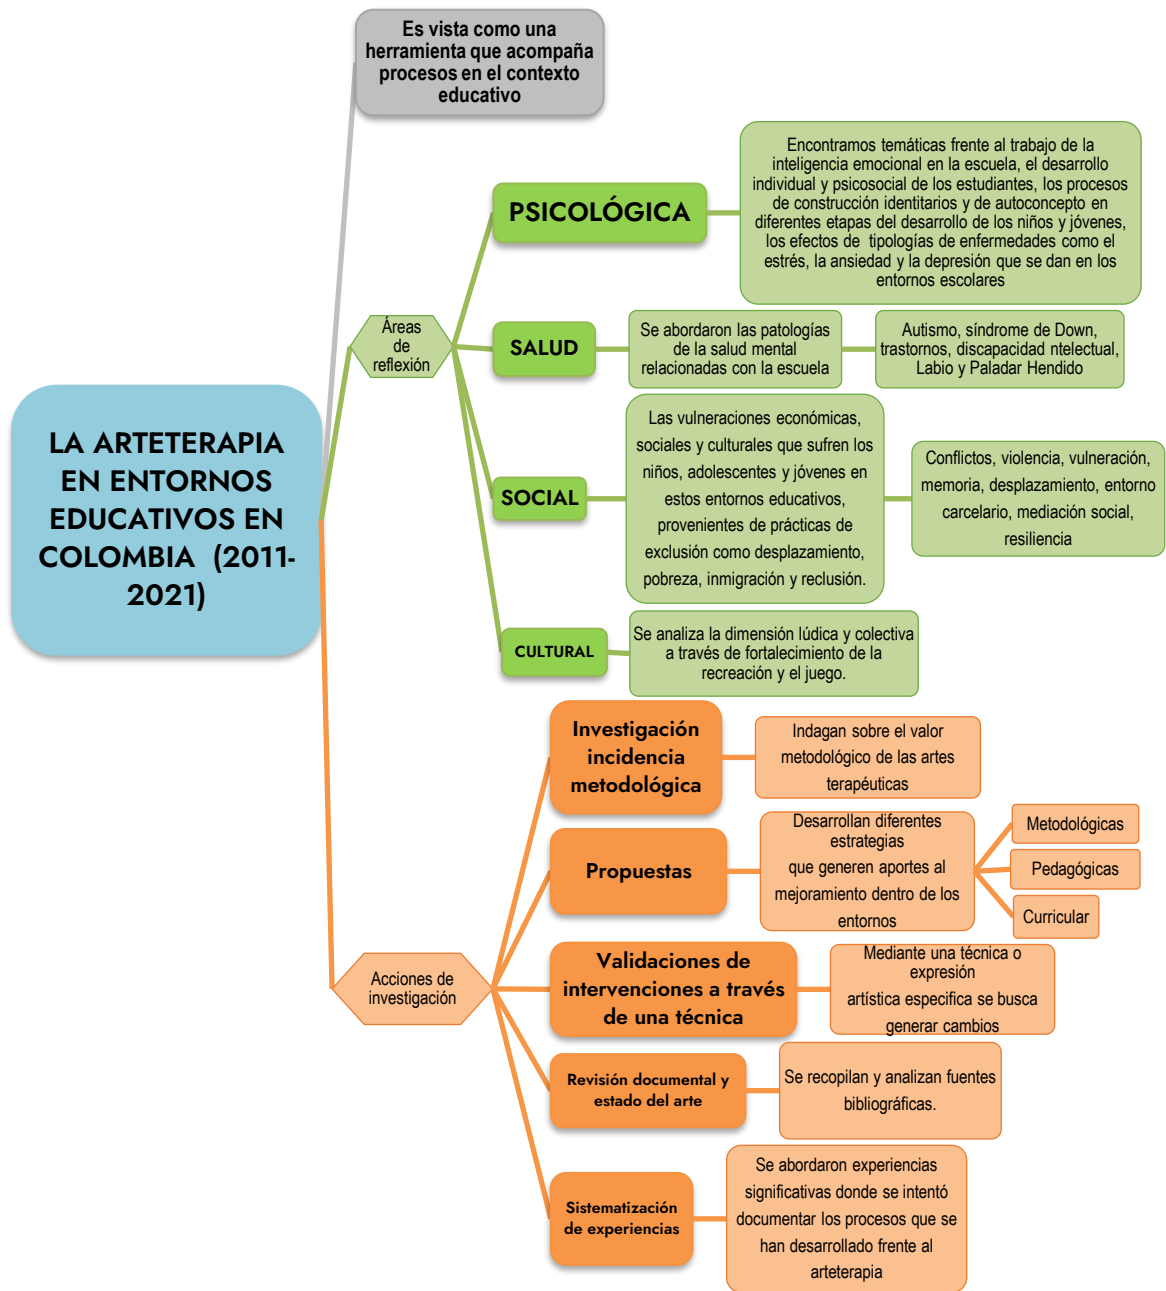 Es vista como una
herramienta que acompaña
procesos en el contexto
educativo
Encontramos temáticas frente al trabajo de la
inteligencia emocional en la escuela, el desarrollo
individual y psicosocial de los estudiantes, los procesos
de construcción identitarios y de autoconcepto en
diferentes etapas del desarrollo de los niños y jóvenes,
los efectos de tipologías de enfermedades como el
estrés, la ansiedad y la depresión que se dan en los
entornos escolares
PSICOLÓGICA
Áreas
de
reflexión
SALUD
Se abordaron las patologías
de la salud mental
relacionadas con la escuela
Autismo, síndrome de Down,
trastornos, discapacidad ntelectual,
Labio y Paladar Hendido
LA ARTETERAPIA
EN ENTORNOS
EDUCATIVOS EN
COLOMBIA (2011-
2021)
SOCIAL
Las vulneraciones económicas,
sociales y culturales que sufren los
niños, adolescentes y jóvenes en
estos entornos educativos,
provenientes de prácticas de
exclusión como desplazamiento,
pobreza, inmigración y reclusión.
Conflictos, violencia, vulneración,
memoria, desplazamiento, entorno
carcelario, mediación social,
resiliencia
CULTURAL
Se analiza la dimensión lúdica y colectiva
a través de fortalecimiento de la
recreación y el juego.
Investigación
incidencia
metodológica
Indagan sobre el valor
metodológico de las artes
terapéuticas
Propuestas
Desarrollan diferentes
estrategias
que generen aportes al
mejoramiento dentro de los
entornos
Metodológicas
Pedagógicas
Curricular
Acciones de
investigación
Validaciones de
intervenciones a través
de una técnica
Mediante una técnica o
expresión
artística especifica se busca
generar cambios
Revisión documental y
estado del arte
Se recopilan y analizan fuentes
bibliográficas.
Sistematización
de experiencias
Se abordaron experiencias
significativas donde se intentó
documentar los procesos que se
han desarrollado frente al
arteterapia